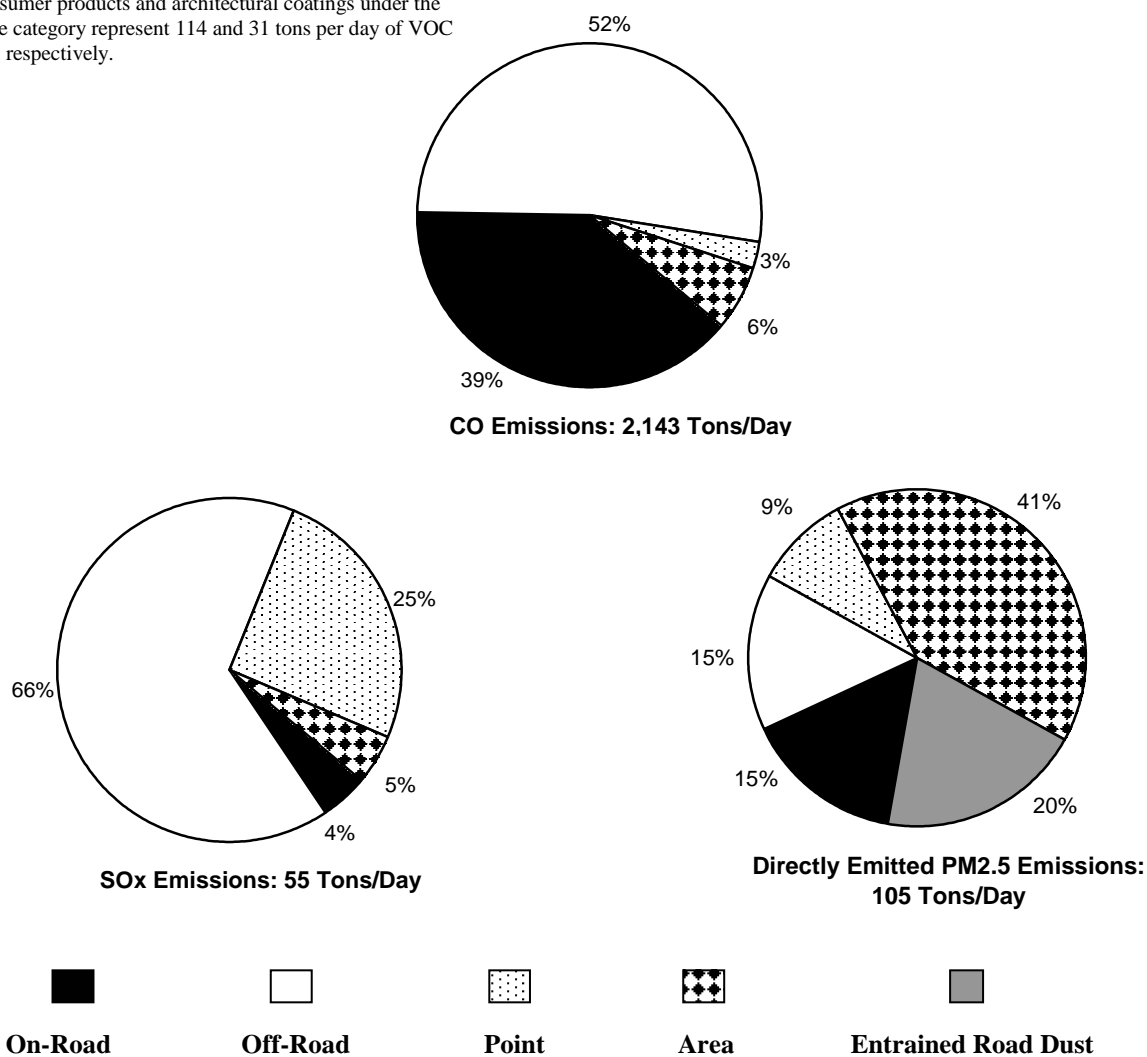 sumer products and architectural coatings under the
e category represent 114 and 31 tons per day of VOC
respectively.
52%
3%
6%
39%
CO Emissions: 2,143 Tons/Day
66%
25%
5%
4%
SOx Emissions: 55 Tons/Day
9%
41%
15%
15%
20%
Directly Emitted PM2.5 Emissions:
105 Tons/Day
On-Road Off-Road Point Area Entrained Road Dust